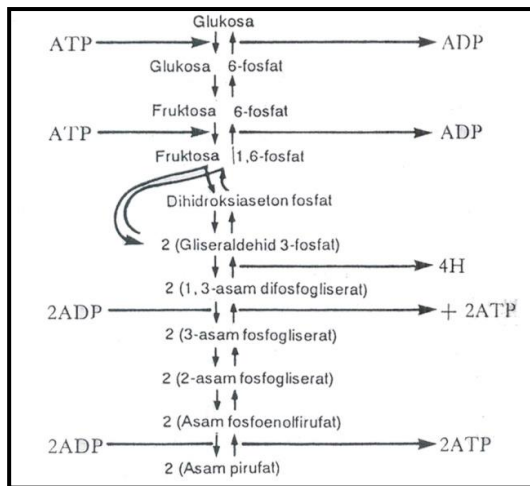 Glukosa
ATP ADP
Glukosa 6-fosfat
Fruktosa 6-fosfat
ATP ADP
Fruktosa 1,6-fosfat
Dihidroksiaseton fosfat
2 (Gliseraldehid 3-fosfat)
4H
2 (1, 3-asam difosfogliserat)
2ADP + 2ATP
2 (3-asam fosfogliserat)
2 (2-asam fosfogliserat)
2 (Asam fosfoenolfirufat)
2ADP 2ATP
2 (Asam pirufat)